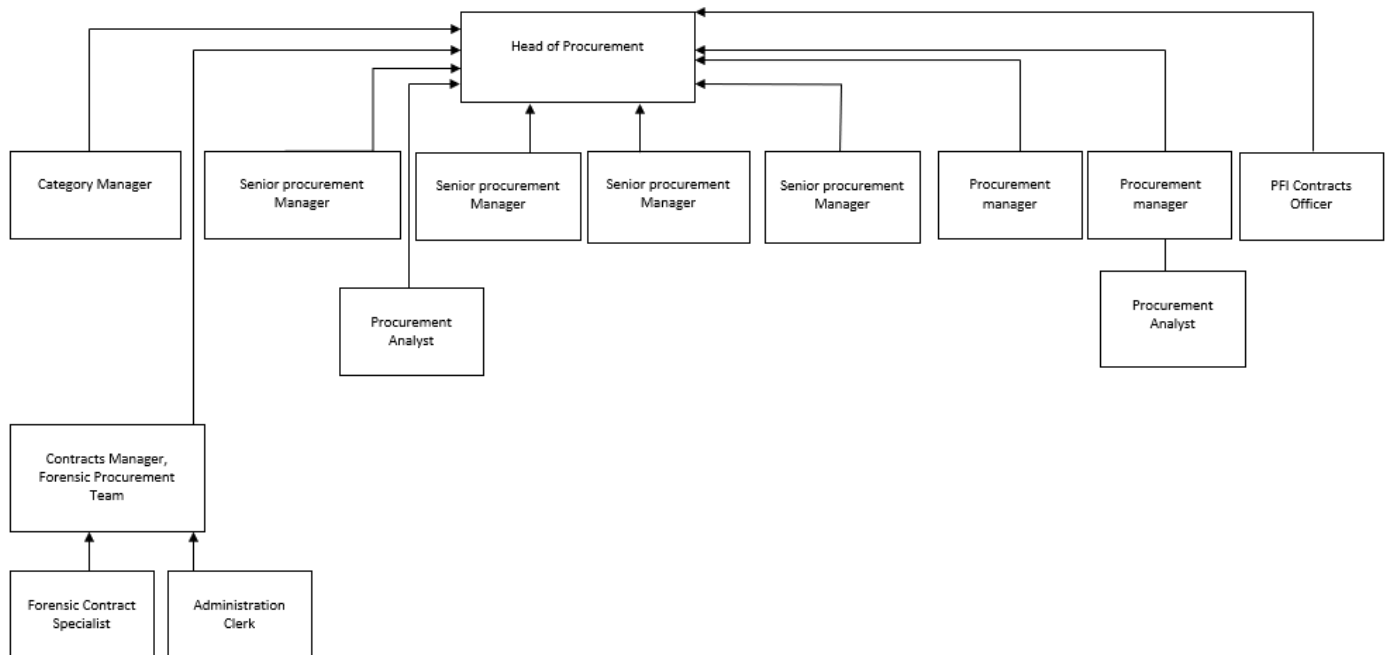 Head of Procurement
Category Manager
Senior procurement
Manager
Senior procurement
Manager
Senior procurement
Manager
Senior procurement
Manager
Procurement
manager
Procurement
manager
PFI Contracts
Officer
Procurement
Analyst
Procurement
Analyst
Contracts Manager,
Forensic Procurement
Team
Forensic Contract
Specialist
Administration
Clerk